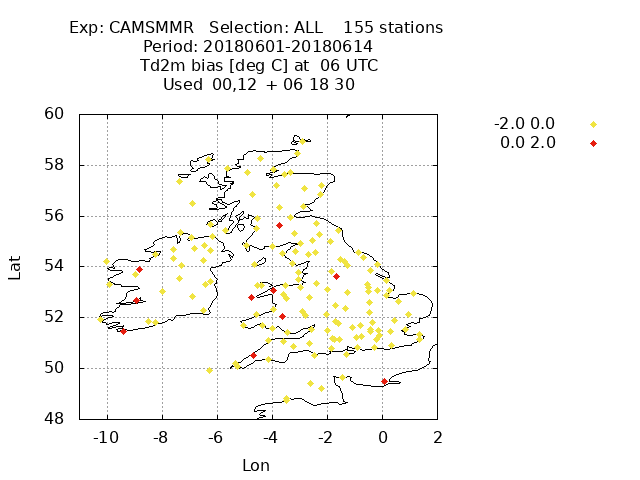 Exp: CAMSMMR Selection: ALL 155 stations
Period: 20180601-20180614
Td2m bias [deg C] at 06 UTC
Used 00,12 + 06 18 30
-2.0 0.0
0.0 2.0
60
58
56
54
52
50
48
Lat
-10 -8 -6 -4 -2 0 2
Lon